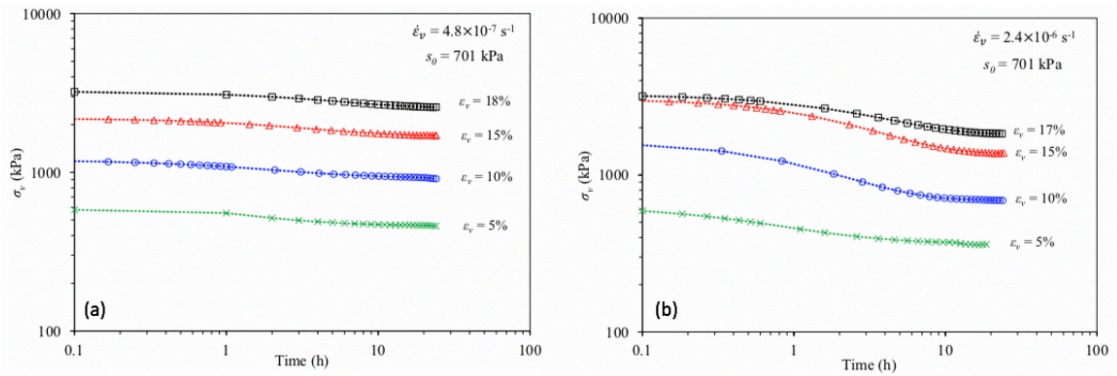 10000
ε̇v = 4.8×10-7 s-1
s0 = 701 kPa
εv = 18%
εv = 15%
1000
εv = 10%
εv = 5%
σv (kPa)
(a)
100
0.1
1
10
100
Time (h)
10000
ε̇v = 2.4×10-6 s-1
s0 = 701 kPa
εv = 17%
εv = 15%
1000
εv = 10%
εv = 5%
σv (kPa)
(b)
100
0.1
1
10
100
Time (h)